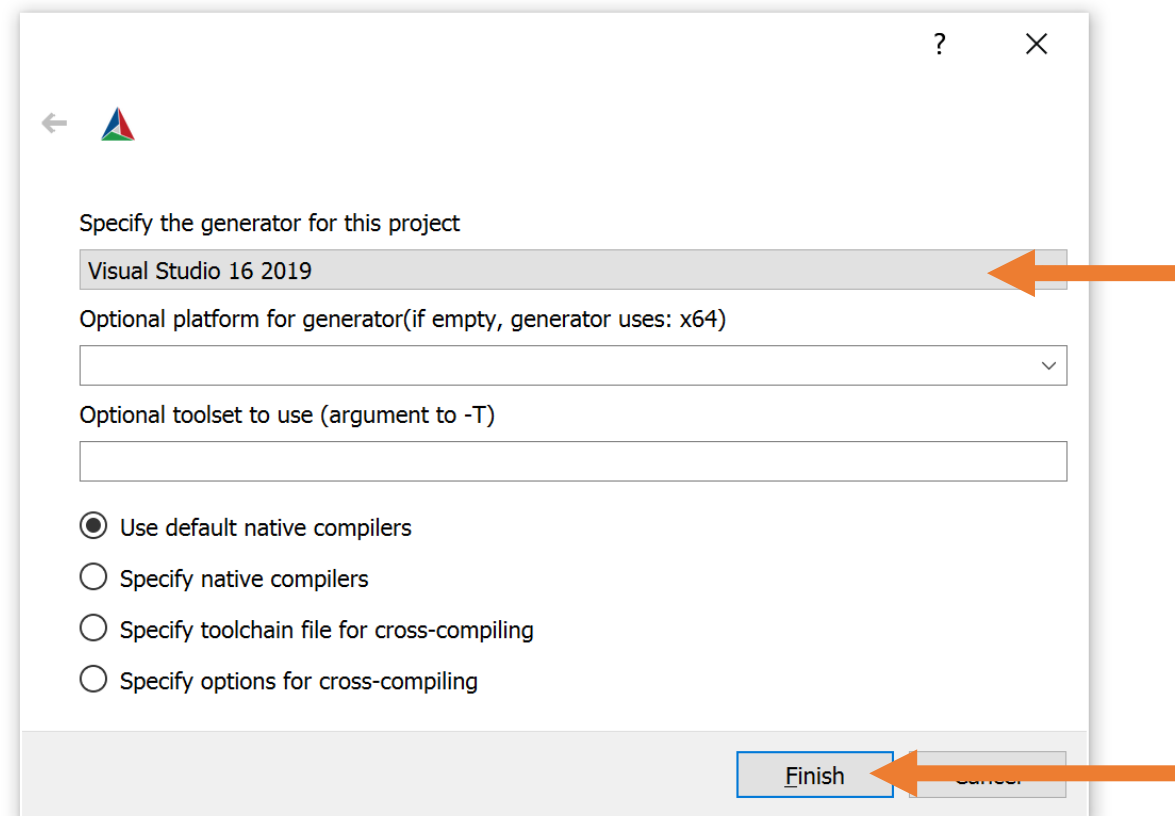 ?
Specify the generator for this project
Visual Studio 16 2019
Optional platform for generator(if empty, generator uses: x64)
Optional toolset to use (argument to -T)
Use default native compilers
Specify native compilers
Specify toolchain file for cross-compiling
Specify options for cross-compiling
Finish